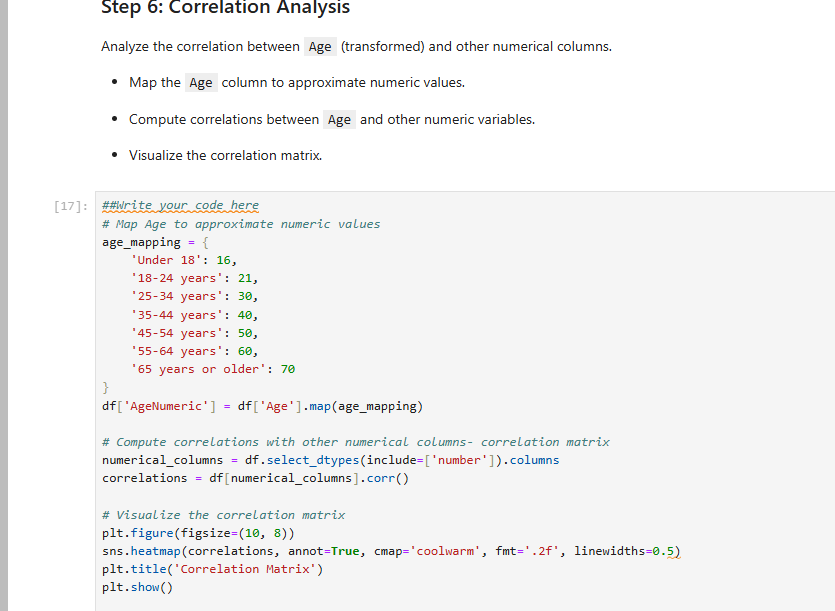 Step 6: Correlation Analysis
Analyze the correlation between Age (transformed) and other numerical columns.
• Map the Age column to approximate numeric values.
• Compute correlations between Age and other numeric variables.
• Visualize the correlation matrix.
[17]: ##Write your code here
# Map Age to approximate numeric values
age_mapping = {
    'Under 18': 16,
    '18-24 years': 21,
    '25-34 years': 30,
    '35-44 years': 40,
    '45-54 years': 50,
    '55-64 years': 60,
    '65 years or older': 70
}
df['AgeNumeric'] = df['Age'].map(age_mapping)
# Compute correlations with other numerical columns- correlation matrix
numerical_columns = df.select_dtypes(include=['number']).columns
correlations = df[numerical_columns].corr()
# Visualize the correlation matrix
plt.figure(figsize=(10, 8))
sns.heatmap(correlations, annot=True, cmap='coolwarm', fmt='.2f', linewidths=0.5)
plt.title('Correlation Matrix')
plt.show()